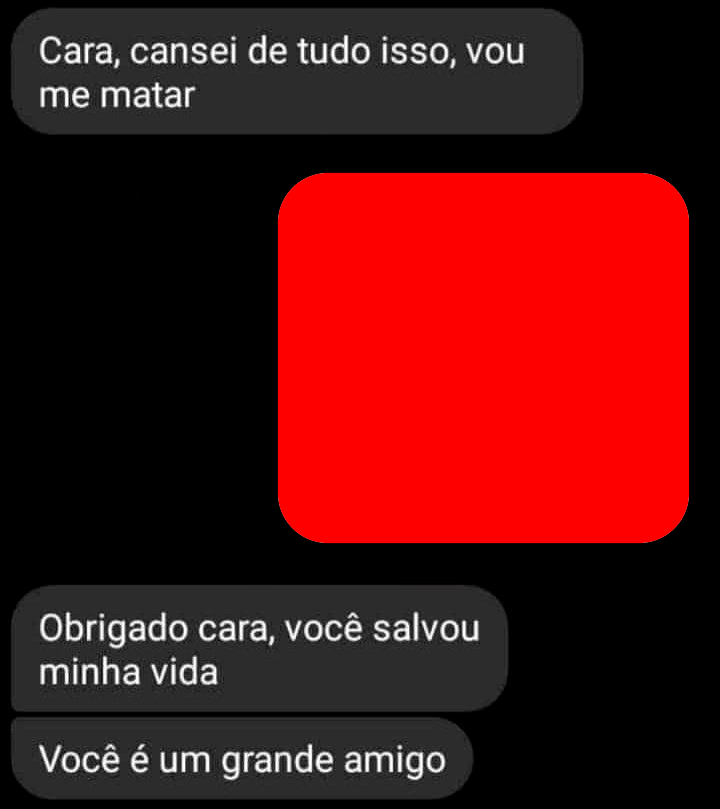 Cara, cansei de tudo isso, vou
me matar
Obrigado cara, você salvou
minha vida
Você é um grande amigo